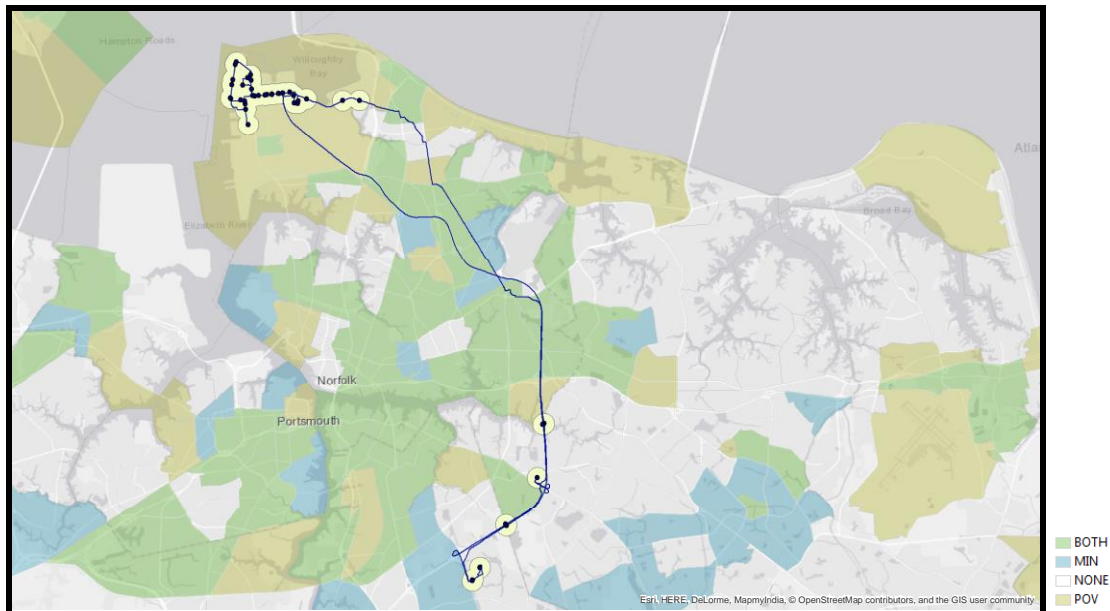 Hampton Roads
Willoughby
Bay
Atla
Elizabeth River
Broad Bay
Norfolk
Portsmouth
BOTH
MIN
NONE
POV
Esri, HERE, DeLorme, MapmyIndia, © OpenStreetMap contributors, and the GIS user community